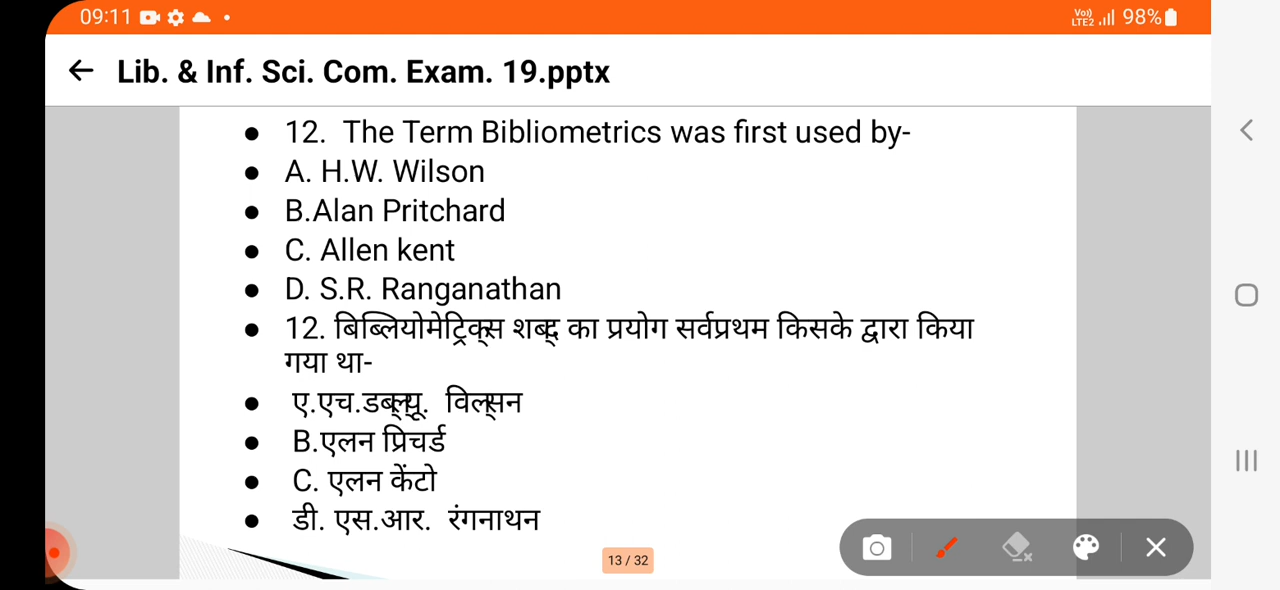 09:11 Vo) LTE2 98%
Lib. & Inf. Sci. Com. Exam. 19.pptx
● 12. The Term Bibliometrics was first used by-
● A. H.W. Wilson
● B.Alan Pritchard
● C. Allen kent
● D. S.R. Ranganathan
● 12. बिब्लियोमेट्रिक्स शब्द का प्रयोग सर्वप्रथम किसके द्वारा किया
गया था-
● ए.एच.डब्ल्यू. विल्सन
● B.एलन प्रिचर्ड
● C. एलन केंटो
● डी. एस.आर. रंगनाथन
13 / 32